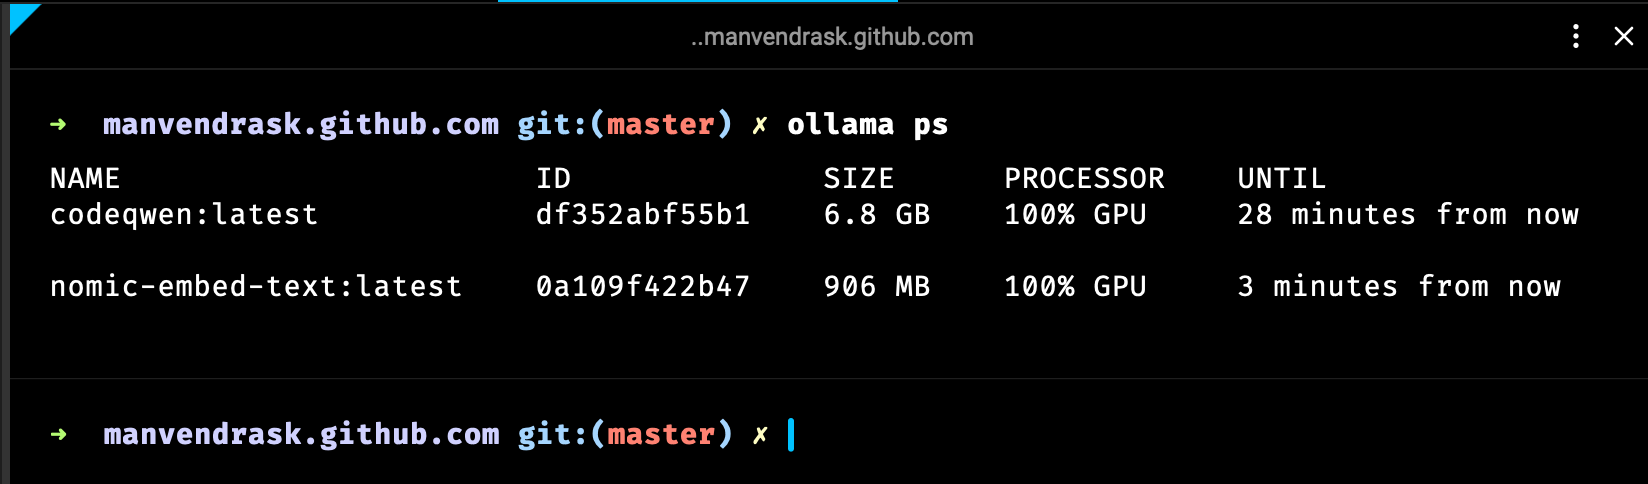 ..manvendrask.github.com
➜ manvendrask.github.com git:(master) ✗ ollama ps
NAME ID SIZE PROCESSOR UNTIL
codeqwen:latest df352abf55b1 6.8 GB 100% GPU 28 minutes from now
nomic-embed-text:latest 0a109f422b47 906 MB 100% GPU 3 minutes from now
➜ manvendrask.github.com git:(master) ✗